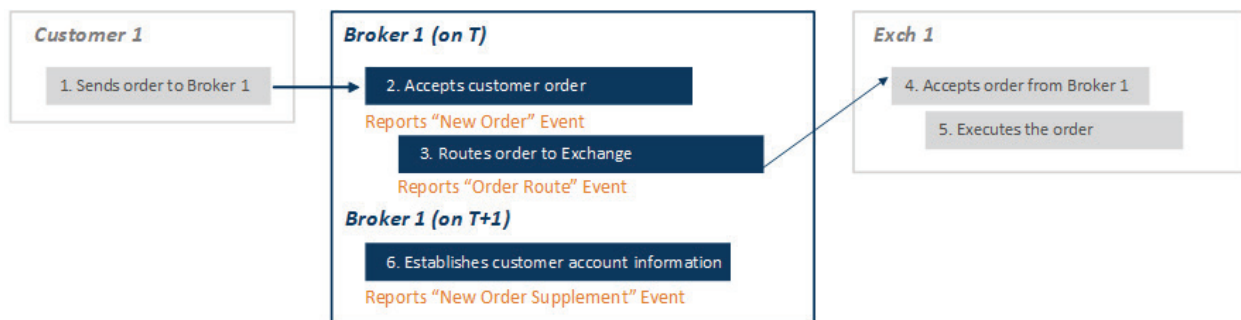 Customer 1
1. Sends order to Broker 1
Broker 1 (on T)
2. Accepts customer order
Reports “New Order” Event
3. Routes order to Exchange
Reports “Order Route” Event
Broker 1 (on T+1)
6. Establishes customer account information
Reports “New Order Supplement” Event
Exch 1
4. Accepts order from Broker 1
5. Executes the order